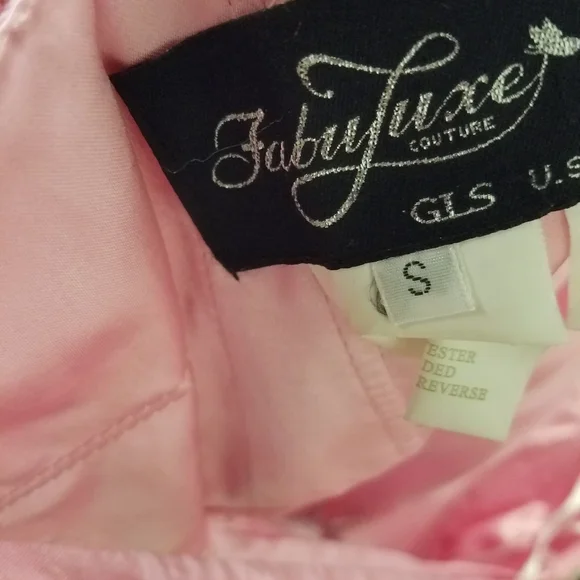 FabuLuxe
COUTURE
GLS U.S
S
ESTER
DED
REVERSE